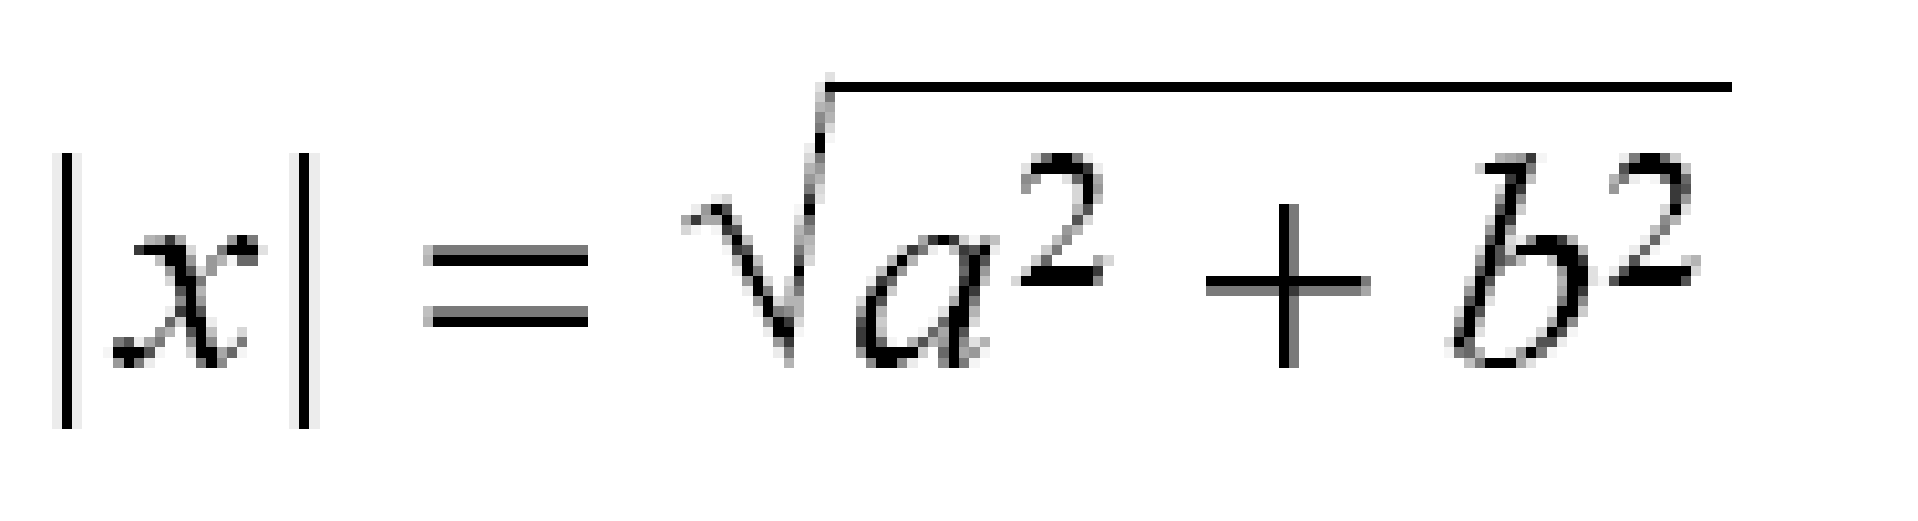 |x| = √(a² + b²)